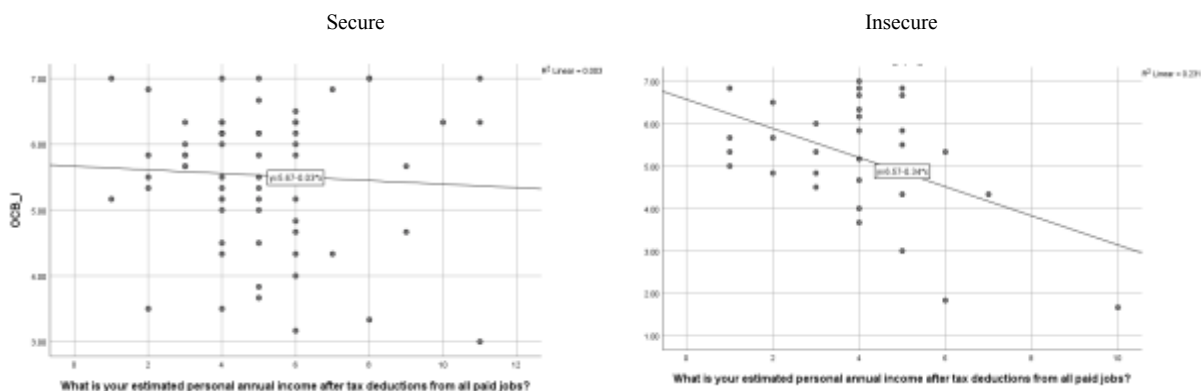 Secure
Insecure
R² Linear = 0.003
7.00
6.00
5.00
4.00
3.00
OCB_I
y=5.67-0.03*x
0 2 4 6 8 10 12
What is your estimated personal annual income after tax deductions from all paid jobs?
R² Linear = 0.231
7.00
6.00
5.00
4.00
3.00
2.00
1.00
y=6.57-0.34*x
0 2 4 6 8 10
What is your estimated personal annual income after tax deductions from all paid jobs?